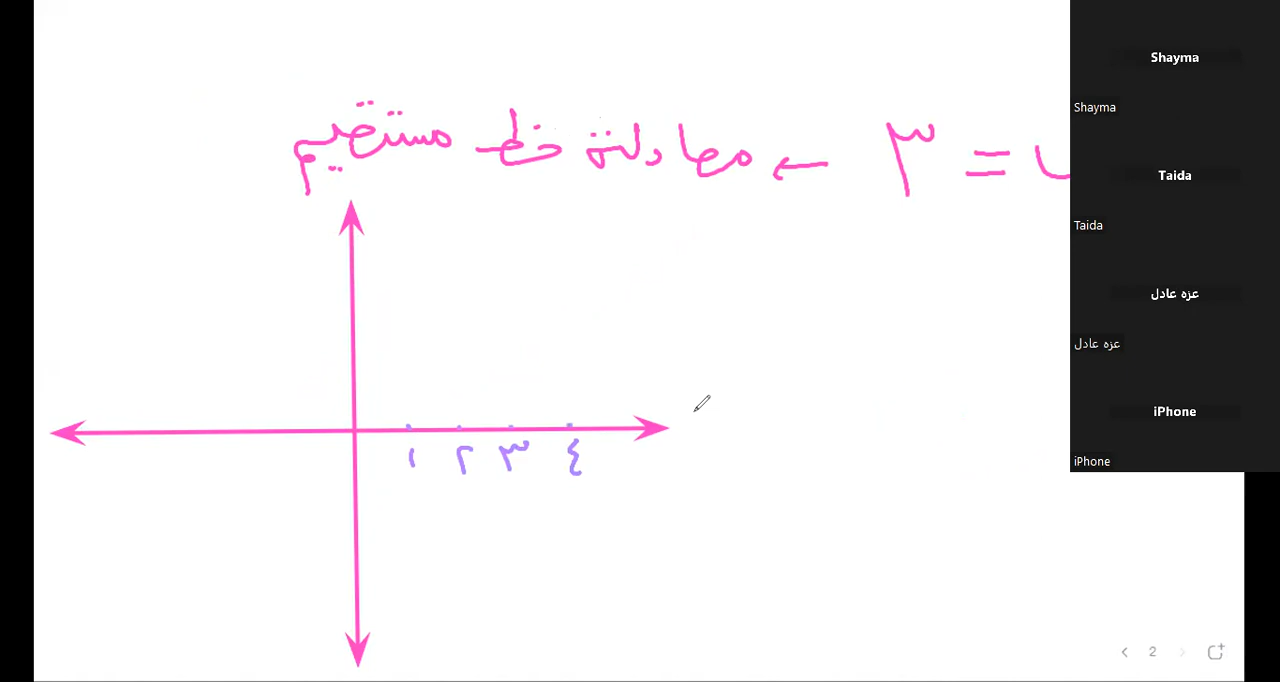 = ٣ ← معادلة خط مستقيم
١ ٢ ٣ ٤
Shayma
Shayma
Taida
Taida
عزه عادل
عزه عادل
iPhone
iPhone
2